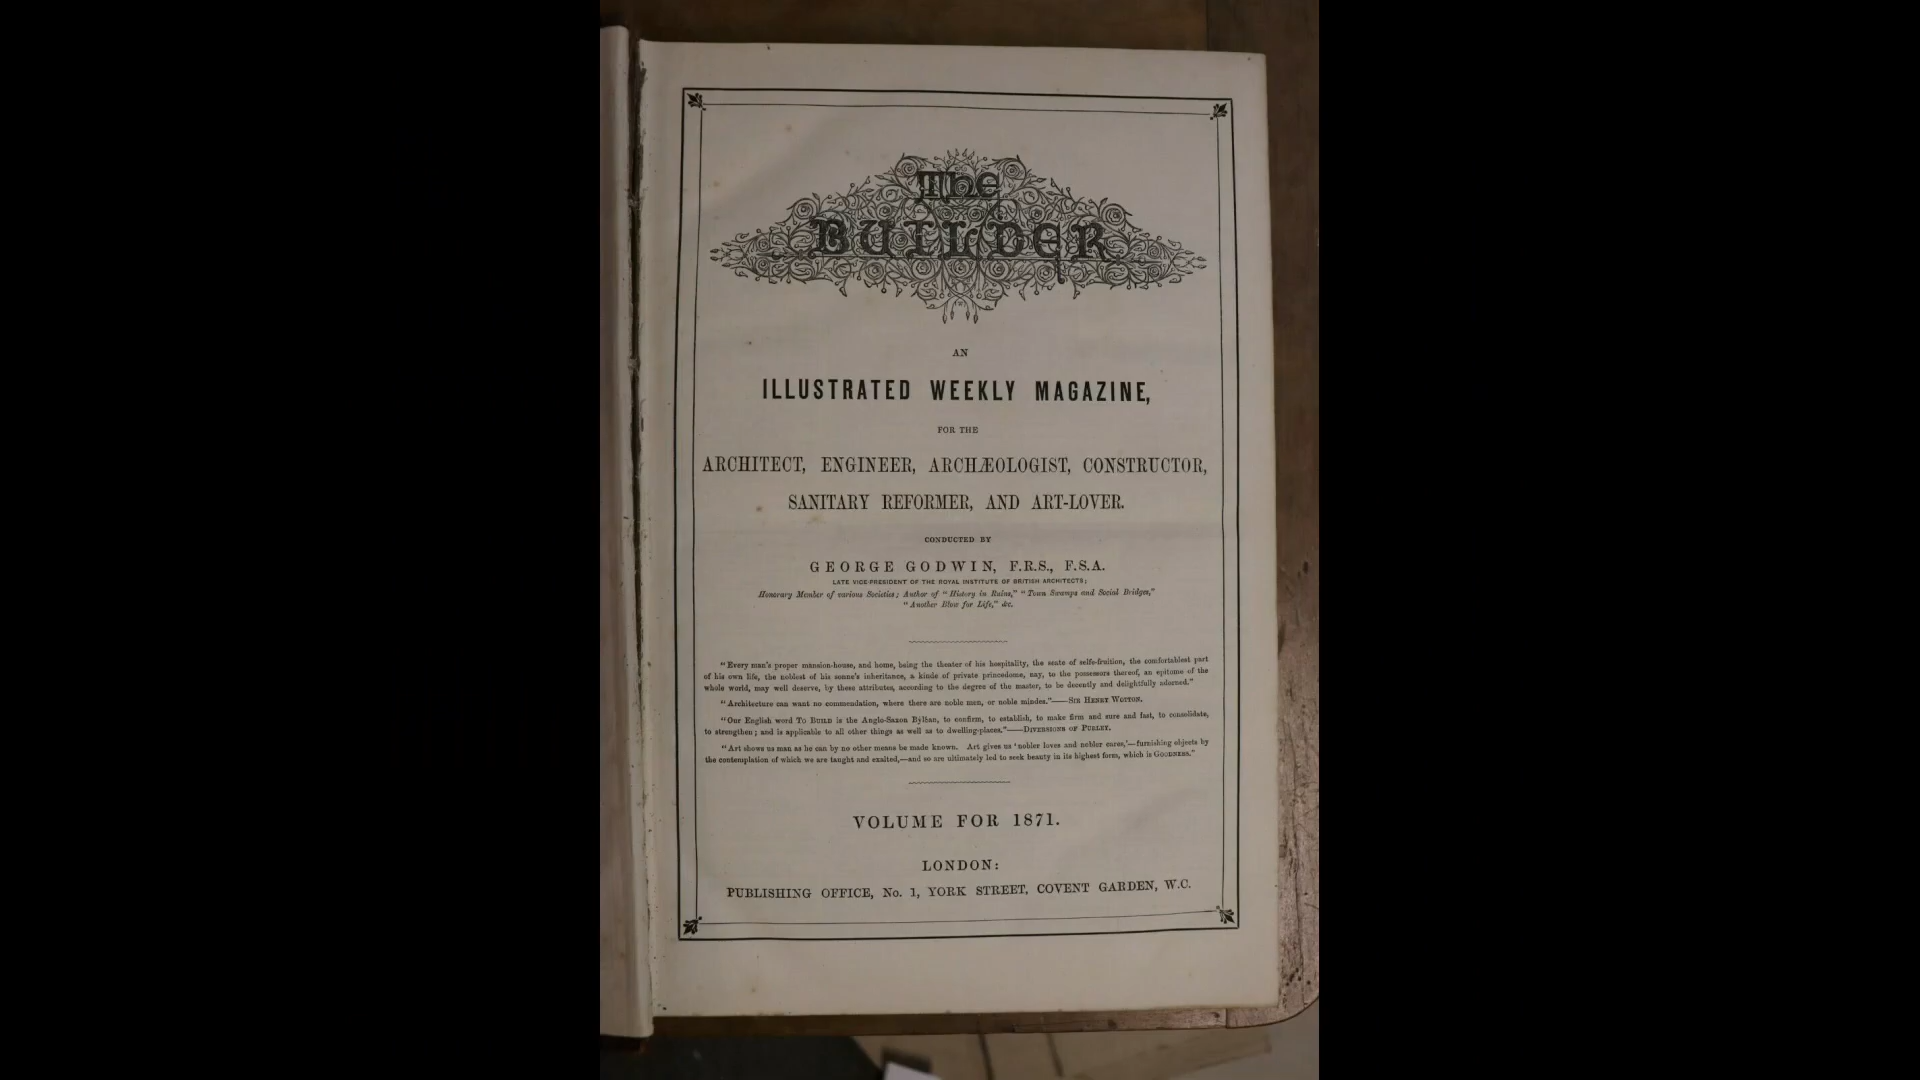 The
BUILDER
AN
ILLUSTRATED WEEKLY MAGAZINE,
FOR THE
ARCHITECT, ENGINEER, ARCHÆOLOGIST, CONSTRUCTOR,
SANITARY REFORMER, AND ART-LOVER.
CONDUCTED BY
GEORGE GODWIN, F.R.S., F.S.A.
LATE VICE-PRESIDENT OF THE ROYAL INSTITUTE OF BRITISH ARCHITECTS;
Honorary Member of various Societies; Author of "History in Ruins," "Town Swamps and Social Bridges,"
"Another Blow for Life," &c.
"Every man's proper mansion-house, and home, being the theater of his hospitality, the seate of selfe-fruition, the comfortablest part
of his own life, the noblest of his sonne's inheritance, a kinde of private princedome, nay, to the possessors thereof, an epitome of the
whole world, may well deserve, by these attributes, according to the degree of the master, to be decently and delightfully adorned."
"Architecture can want no commendation, where there are noble men, or noble mindes."——SIR HENRY WOTTON.
"Our English word TO BUILD is the Anglo-Saxon Býldan, to confirm, to establish, to make firm and sure and fast, to consolidate,
to strengthen; and is applicable to all other things as well as to dwelling-places."——DIVERSIONS OF PURLEY.
"Art shows us man as he can by no other means be made known. Art gives us 'nobler loves and nobler cares,'—furnishing objects by
the contemplation of which we are taught and exalted,—and so are ultimately led to seek beauty in its highest form, which is GOODNESS."
VOLUME FOR 1871.
LONDON:
PUBLISHING OFFICE, No. 1, YORK STREET, COVENT GARDEN, W.C.